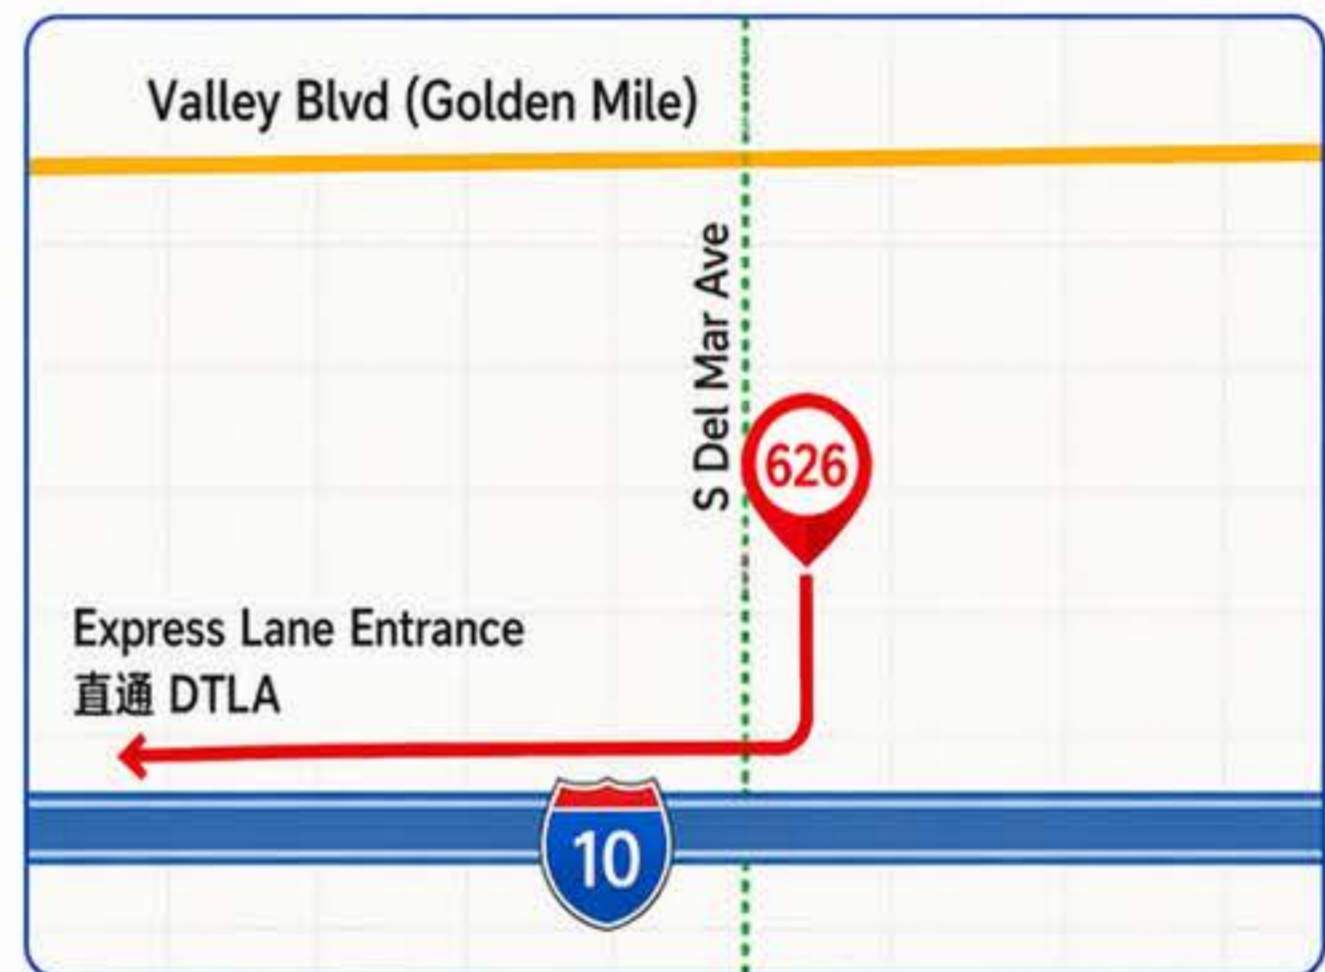 Valley Blvd (Golden Mile)
S Del Mar Ave
626
Express Lane Entrance
直通 DTLA
10